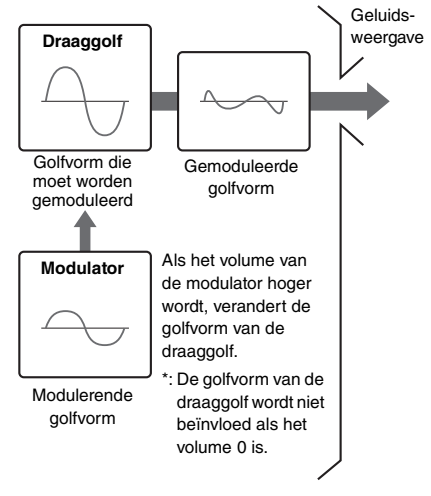 Geluids-
weergave
Draaggolf
Golfvorm die
moet worden
gemoduleerd
Gemoduleerde
golfvorm
Modulator
Modulerende
golfvorm
Als het volume van
de modulator hoger
wordt, verandert de
golfvorm van de
draaggolf.
*: De golfvorm van de
draaggolf wordt niet
beïnvloed als het
volume 0 is.